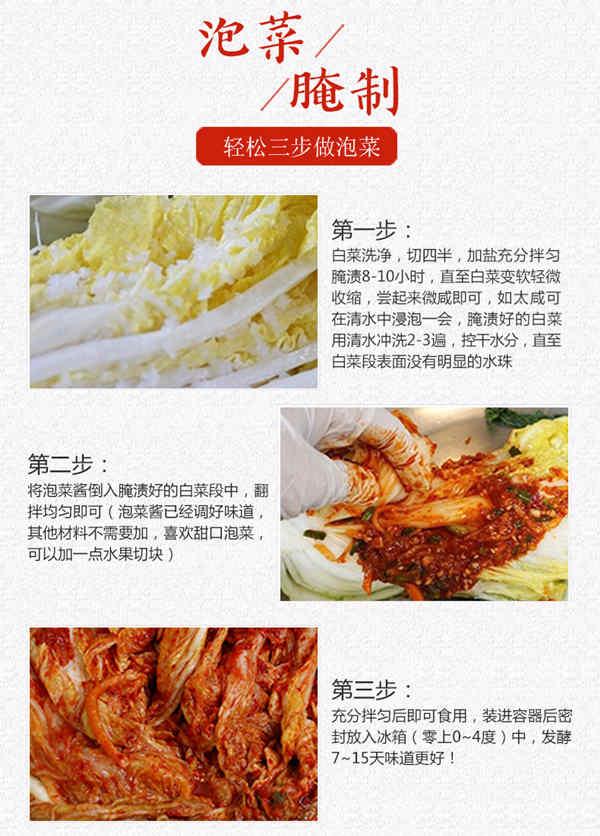 泡菜
腌制
轻松三步做泡菜
第一步：
白菜洗净，切四半，加盐充分拌匀
腌渍8-10小时，直至白菜变软轻微
收缩，尝起来微咸即可，如太咸可
在清水中浸泡一会，腌渍好的白菜
用清水冲洗2-3遍，控干水分，直至
白菜段表面没有明显的水珠
第二步：
将泡菜酱倒入腌渍好的白菜段中，翻
拌均匀即可（泡菜酱已经调好味道，
其他材料不需要加，喜欢甜口泡菜，
可以加一点水果切块）
第三步：
充分拌匀后即可食用，装进容器后密
封放入冰箱（零上0~4度）中，发酵
7~15天味道更好！